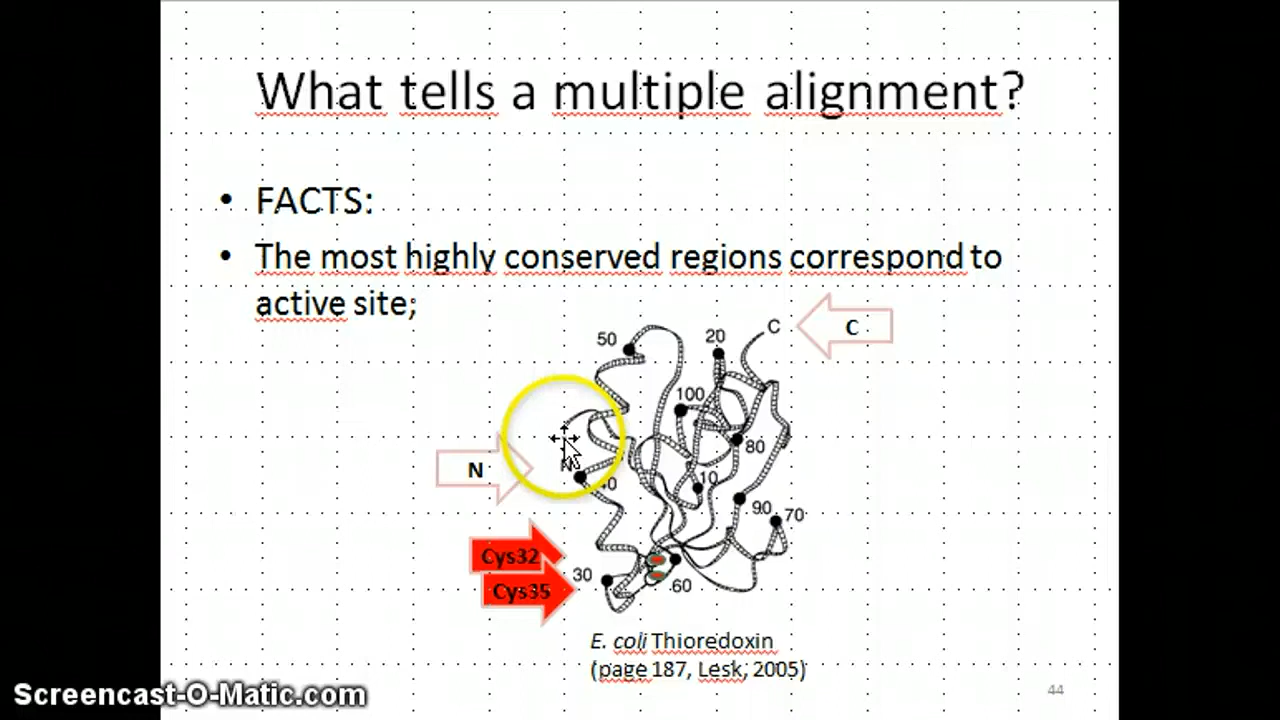 What tells a multiple alignment?
• FACTS:
• The most highly conserved regions correspond to
active site;
C
C
50
20
100
80
N
N
40
10
90
70
Cys32
30
Cys35
60
E. coli Thioredoxin
(page 187, Lesk, 2005)
44
Screencast-O-Matic.com